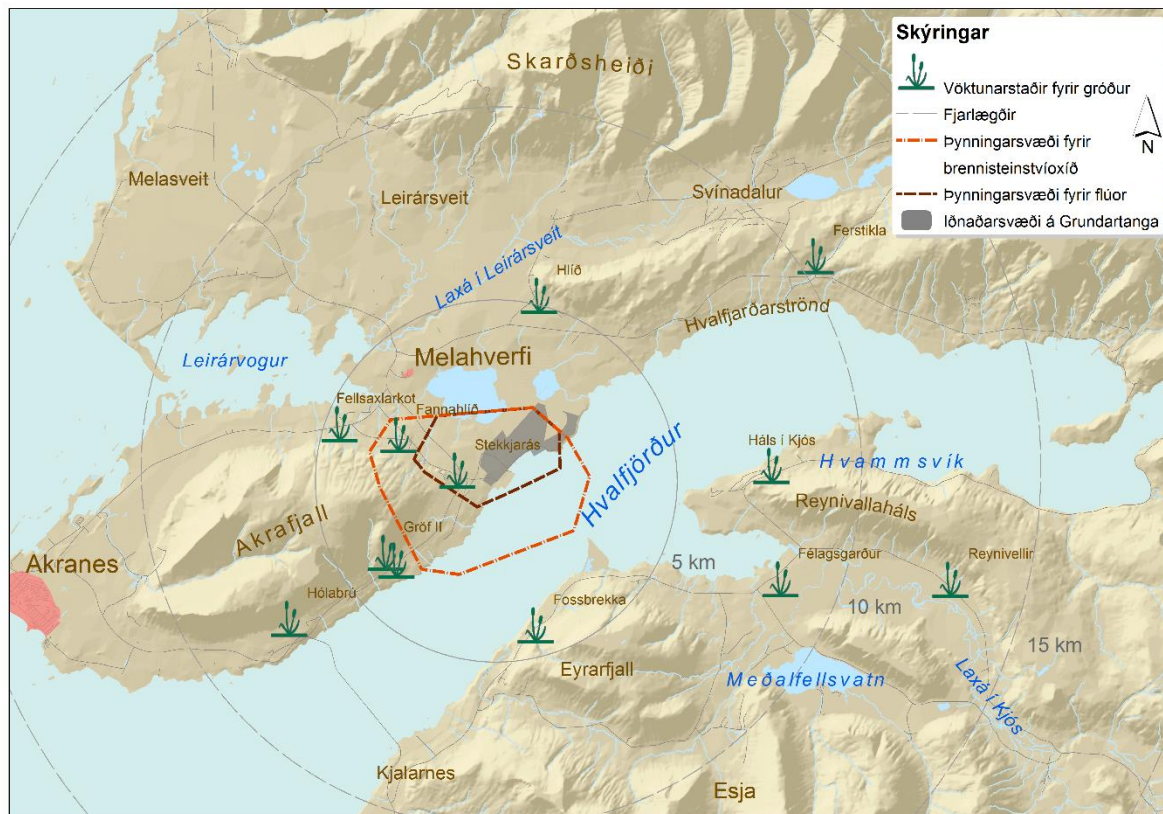 Skýringar
Vöktunarstaðir fyrir gróður
Fjarlægðir
Þynningarsvæði fyrir
brennisteinstvíoxíð
Þynningarsvæði fyrir flúor
Iðnaðarsvæði á Grundartanga
N
Skarðsheiði
Melasveit
Leirársveit
Svínadalur
Ferstikla
Laxá í Leirársveit
Hlíð
Hvalfjarðarströnd
Leirárvogur
Melahverfi
Fellsaxlarkot
Fannahlíð
Stekkjarás
Hvalfjörður
Háls í Kjós
Hvammsvík
Reynivallaháls
Akrafjall
Gröf II
Akranes
Hólabrú
5 km
Félagsgarður
Reynivellir
Fossbrekka
10 km
15 km
Eyrarfjall
Meðalfellsvatn
Laxá í Kjós
Kjalarnes
Esja